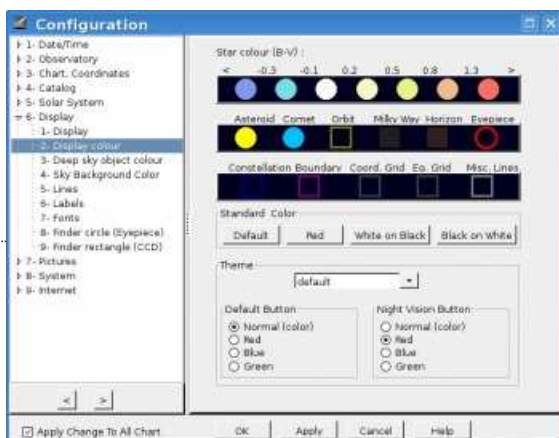 Configuration
1- Date/Time
2- Observatory
3- Chart. Coordinates
4- Catalog
5- Solar System
6- Display
1- Display
2- Display colour
3- Deep sky object colour
4- Sky Background Color
5- Lines
6- Labels
7- Fonts
8- finder circle (Eyepiece)
9- finder rectangle (CCD)
7- Pictures
8- System
9- Internet
< >
Apply Change To All Chart
Star colour (B-V) :
< -0.3 -0.1 0.2 0.5 0.8 1.3 >
Asteroid Comet Orbit Milky Way Horizon Eyepiece
Constellation Boundary Coord. Grid Eq. Grid Misc. Lines
Standard Color
Default Red White on Black Black on White
Theme
default
Default Button
Normal (color)
Red
Blue
Green
Night Vision Button
Normal (color)
Red
Blue
Green
OK Apply Cancel Help